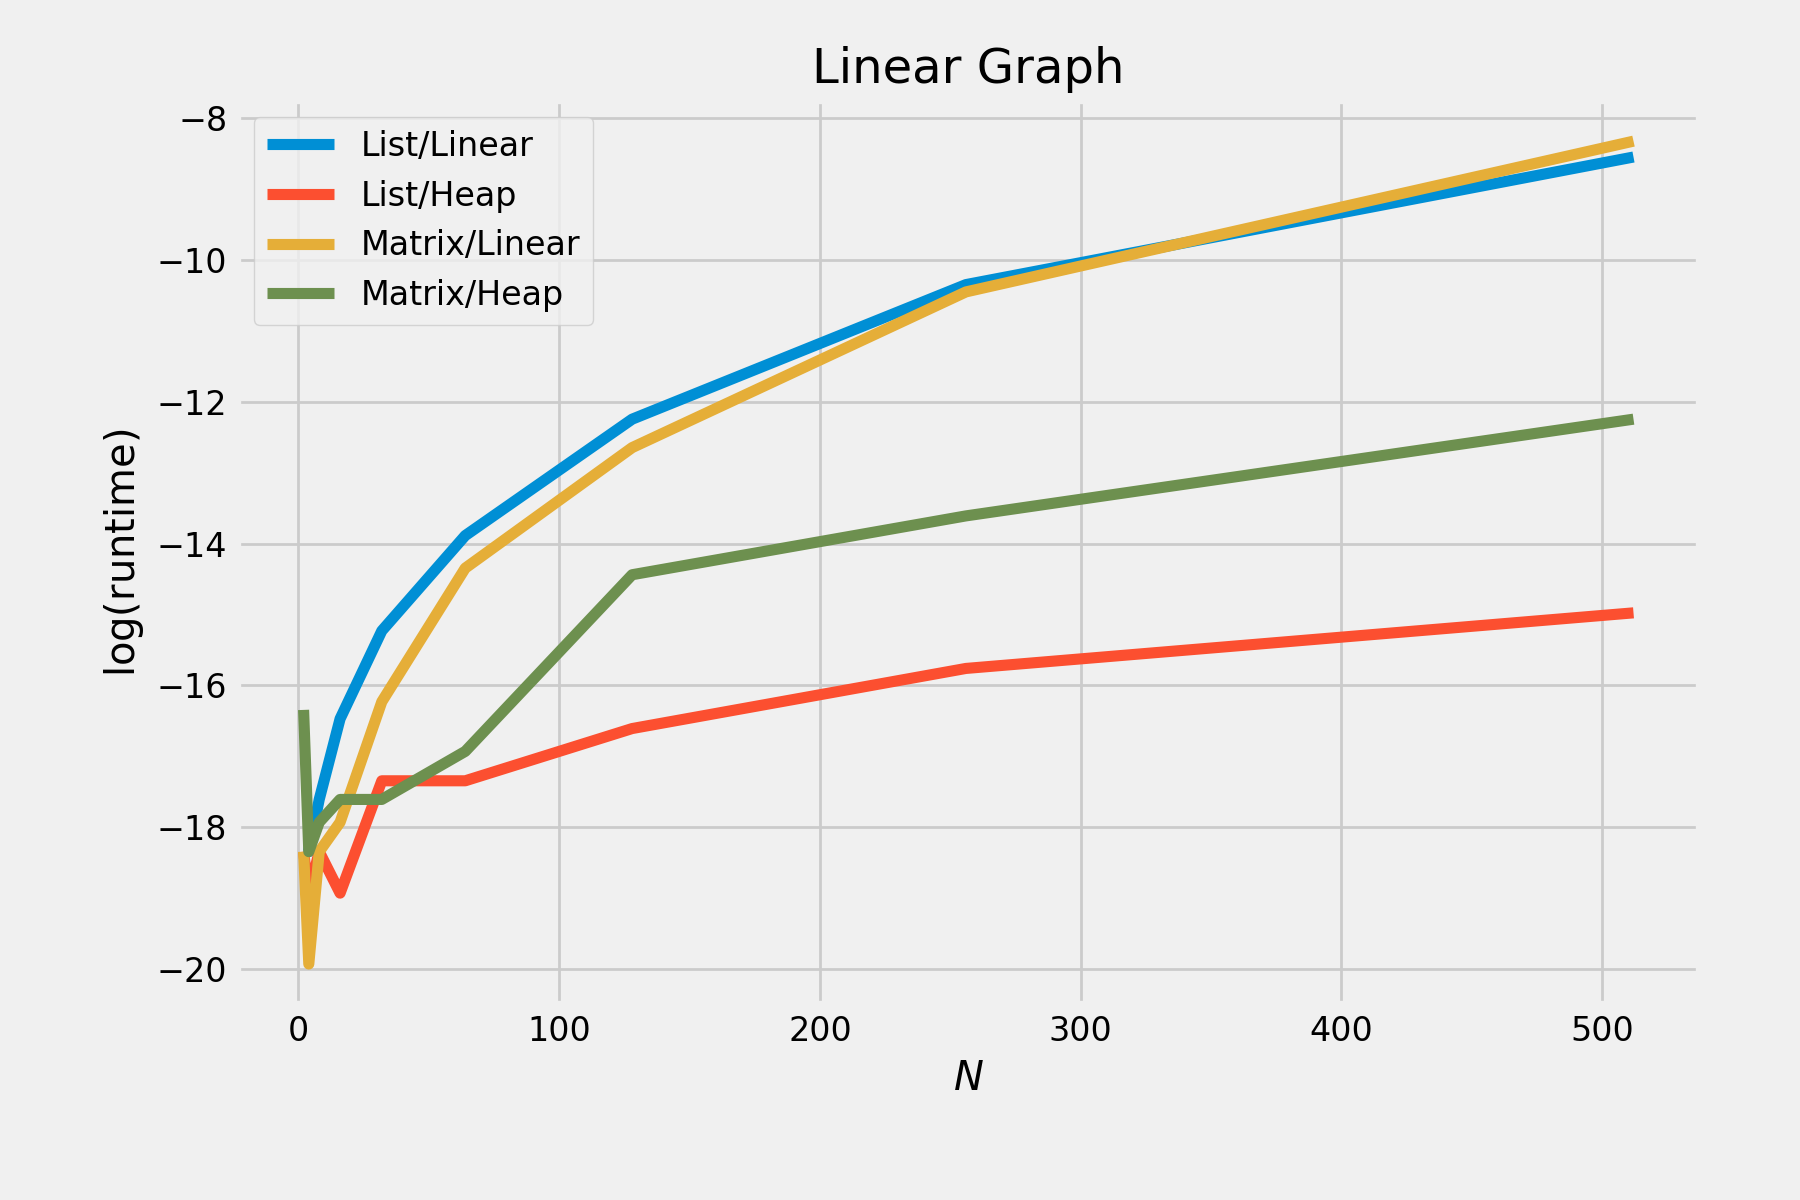 Linear Graph
−8
−10
−12
−14
−16
−18
−20
log(runtime)
List/Linear
List/Heap
Matrix/Linear
Matrix/Heap
0 100 200 300 400 500
N